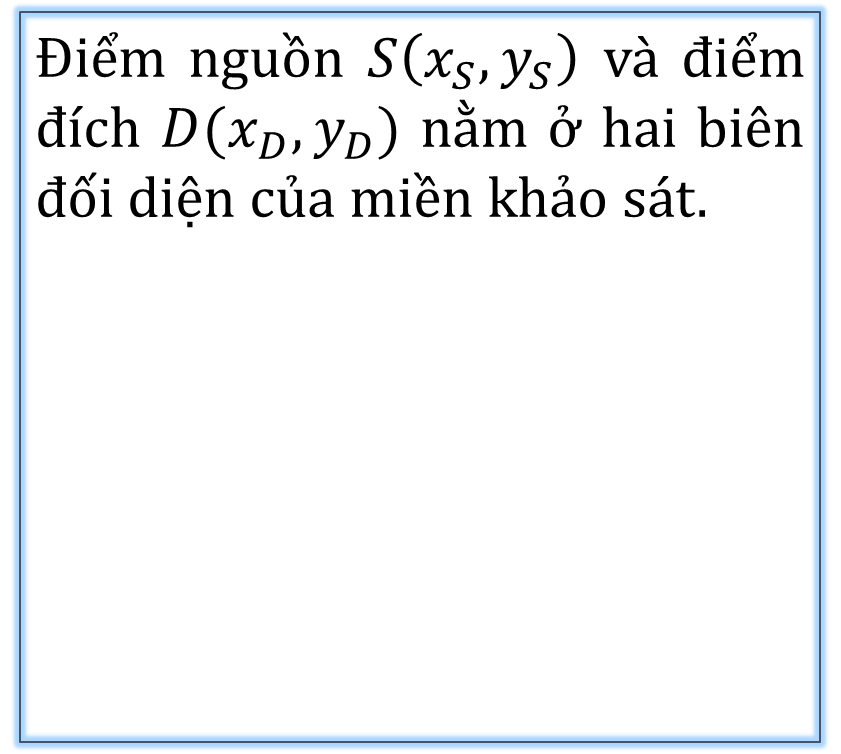 Điểm nguồn S(x_S, y_S) và điểm
đích D(x_D, y_D) nằm ở hai biên
đối diện của miền khảo sát.